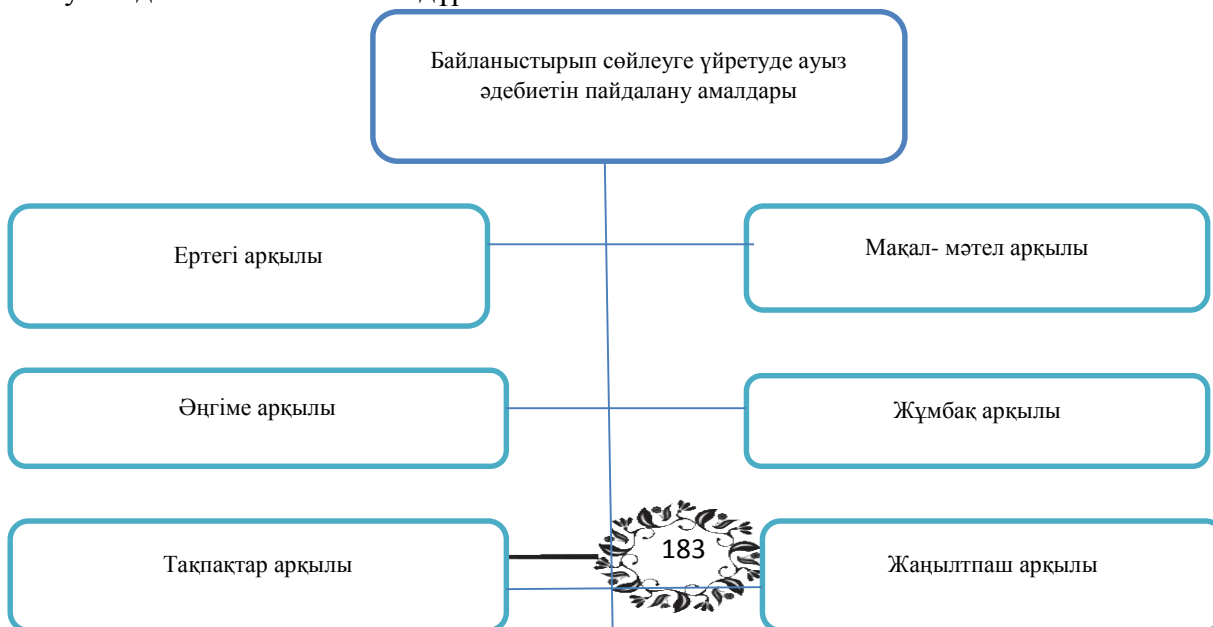 Байланыстырып сөйлеуге үйретуде ауыз
әдебиетін пайдалану амалдары
Ертегі арқылы
Мақал- мәтел арқылы
Әңгіме арқылы
Жұмбақ арқылы
Тақпақтар арқылы
183
Жаңылтпаш арқылы